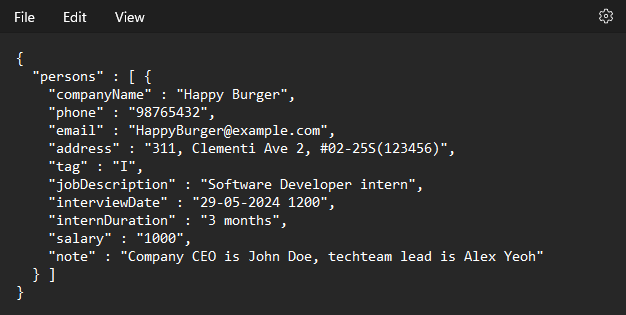 File Edit View
{
  "persons" : [ {
    "companyName" : "Happy Burger",
    "phone" : "98765432",
    "email" : "HappyBurger@example.com",
    "address" : "311, Clementi Ave 2, #02-25S(123456)",
    "tag" : "I",
    "jobDescription" : "Software Developer intern",
    "interviewDate" : "29-05-2024 1200",
    "internDuration" : "3 months",
    "salary" : "1000",
    "note" : "Company CEO is John Doe, techteam lead is Alex Yeoh"
  } ]
}